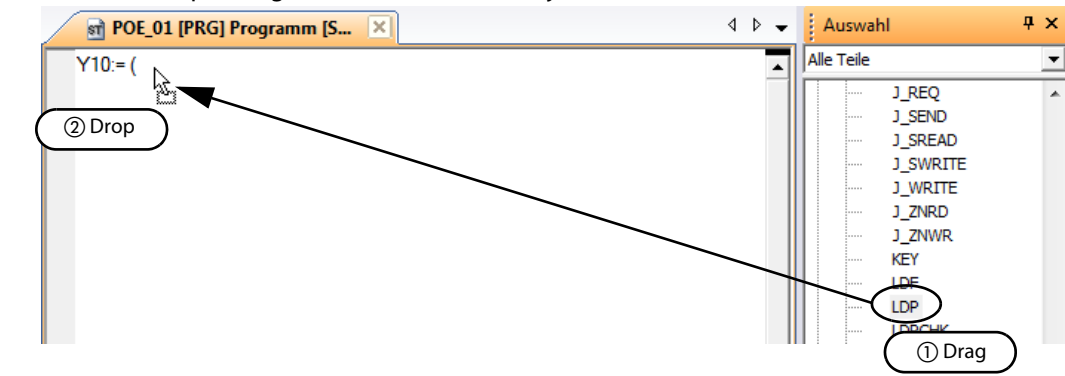 POE_01 [PRG] Programm [S...
Y10:= (
② Drop
Auswahl
Alle Teile
J_REQ
J_SEND
J_SREAD
J_SWRITE
J_WRITE
J_ZNRD
J_ZNWR
KEY
LDF
LDP
① Drag